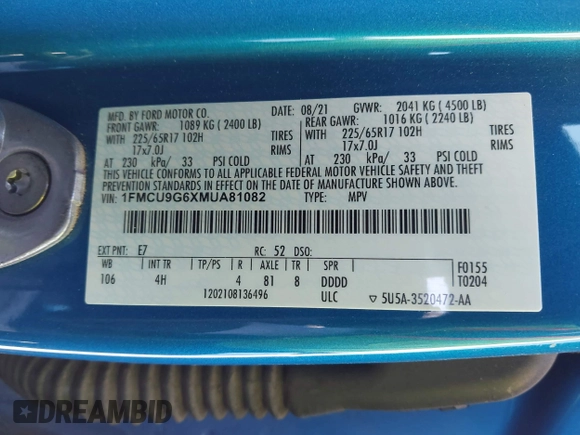 MFD. BY FORD MOTOR CO. DATE: 08/21 GVWR: 2041 KG ( 4500 LB)
FRONT GAWR: 1089 KG ( 2400 LB) REAR GAWR: 1016 KG ( 2240 LB)
WITH 225/65R17 102H TIRES WITH 225/65R17 102H TIRES
17x7.0J RIMS 17x7.0J RIMS
AT 230 kPa/ 33 PSI COLD AT 230 kPa/ 33 PSI COLD
THIS VEHICLE CONFORMS TO ALL APPLICABLE FEDERAL MOTOR VEHICLE SAFETY AND THEFT
PREVENTION STANDARDS IN EFFECT ON THE DATE OF MANUFACTURE SHOWN ABOVE.
VIN: 1FMCU9G6XMUA81082 TYPE: MPV
EXT PNT: E7 RC: 52 DSO:
WB INT TR TP/PS R AXLE TR SPR
106 4H 4 81 8 DDDD
F0155
T0204
1202108136496 ULC ▽ 5U5A-3520472-AA
DREAMBID